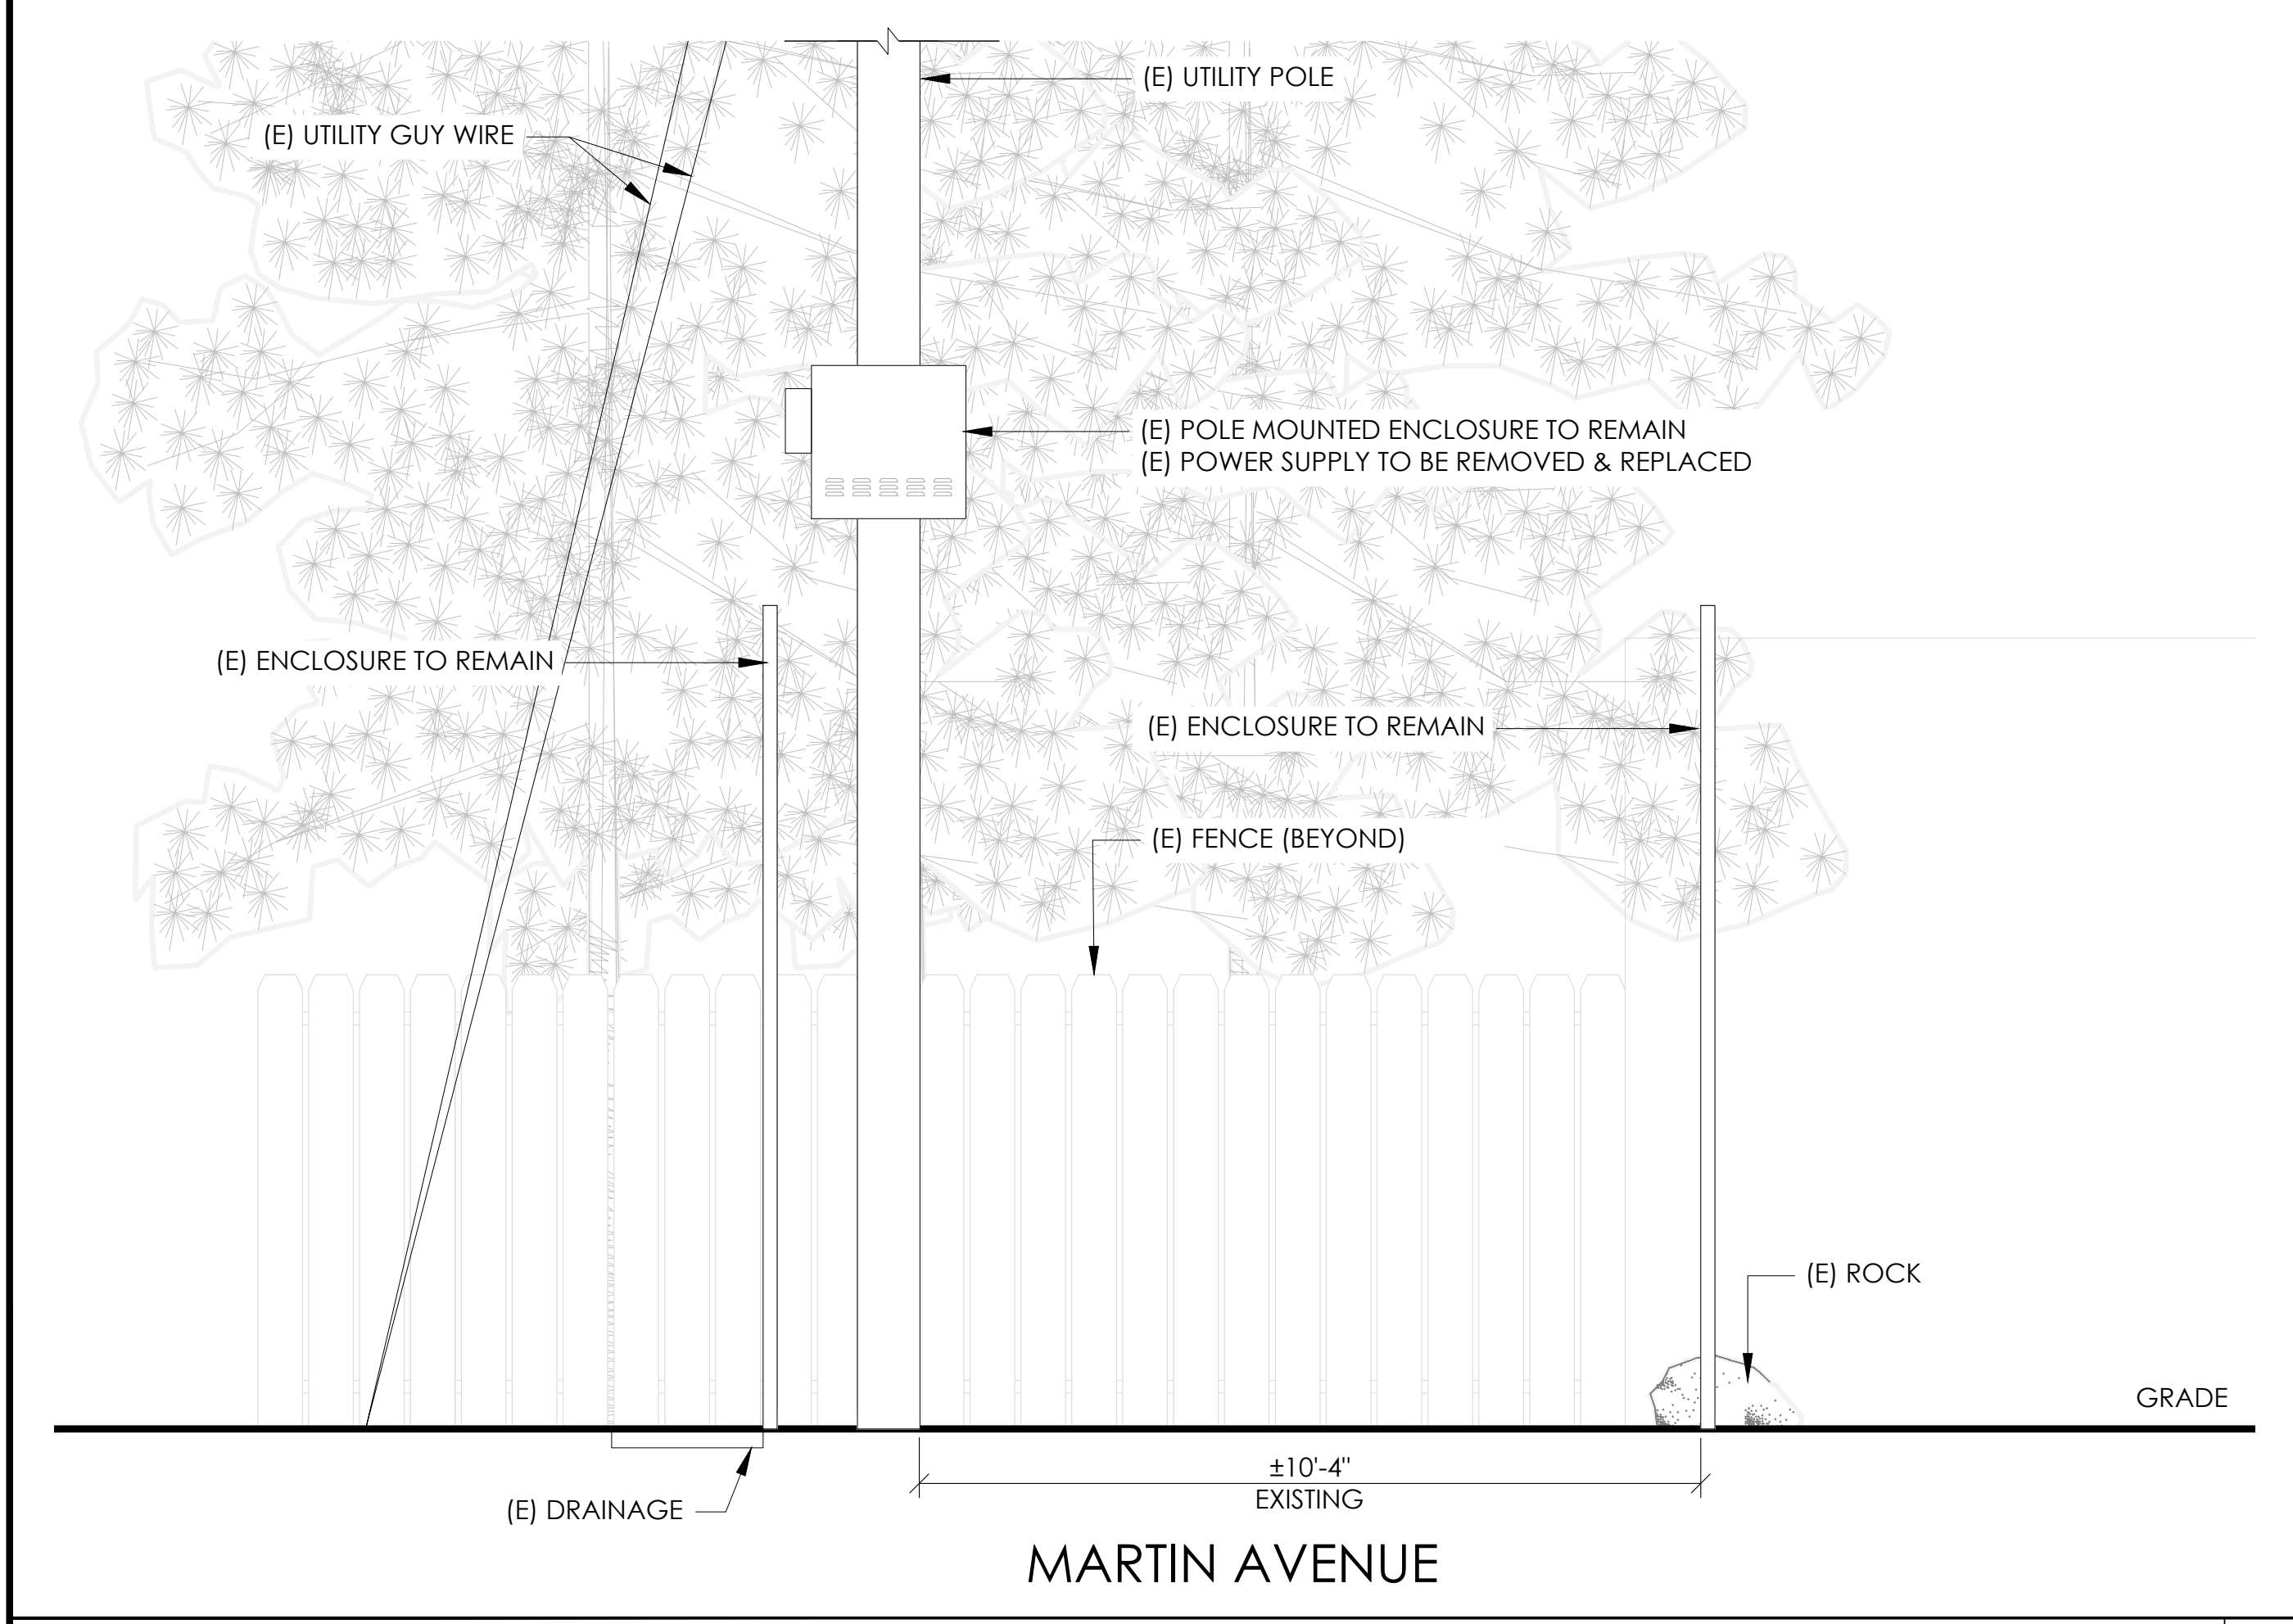 (E) UTILITY POLE
(E) UTILITY GUY WIRE
(E) POLE MOUNTED ENCLOSURE TO REMAIN
(E) POWER SUPPLY TO BE REMOVED & REPLACED
(E) ENCLOSURE TO REMAIN
(E) ENCLOSURE TO REMAIN
(E) FENCE (BEYOND)
(E) ROCK
GRADE
±10'-4"
EXISTING
(E) DRAINAGE
MARTIN AVENUE